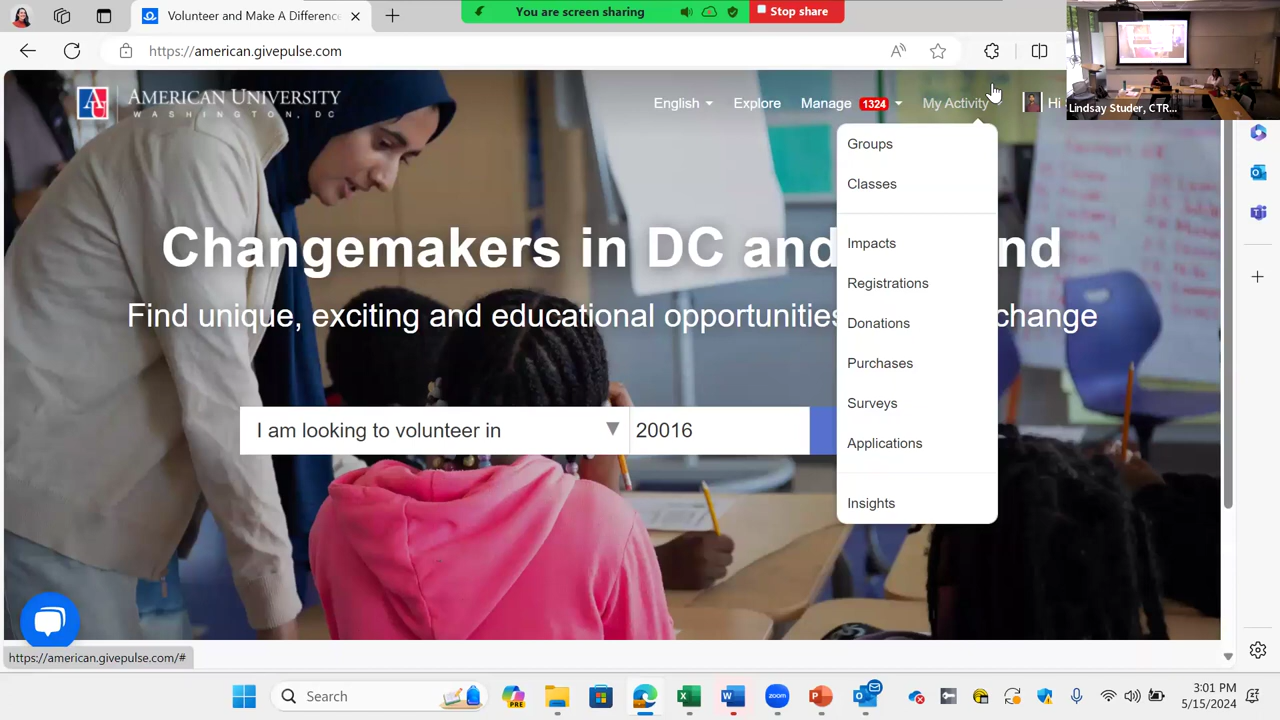 Volunteer and Make A Difference
You are screen sharing
Stop share
https://american.givepulse.com
AMERICAN UNIVERSITY
WASHINGTON, DC
English
Explore
Manage 1324
My Activity
Hi
Lindsay Studer, CTR...
Groups
Classes
Impacts
Registrations
Donations
Purchases
Surveys
Applications
Insights
Changemakers in DC and nd
Find unique, exciting and educational opportunities change
I am looking to volunteer in
20016
https://american.givepulse.com/#
Search
PRE
3:01 PM
5/15/2024